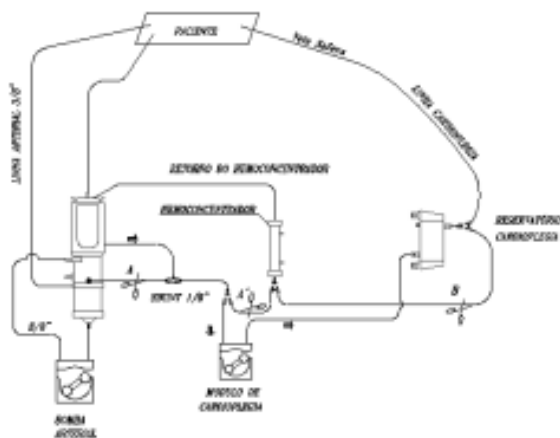 PACIENTE
LINHA ARTERIAL 3/8"
LINHA CARDIOPLEGIA
RETORNO DO HEMOCONCENTRADOR
HEMOCONCENTRADOR
RESERVATÓRIO
CARDIOPLEGIA
A
SHUNT 1/8"
A'
B
3/8"
MODULO DE
CARDIOPLEGIA
BOMBA
ARTERIAL